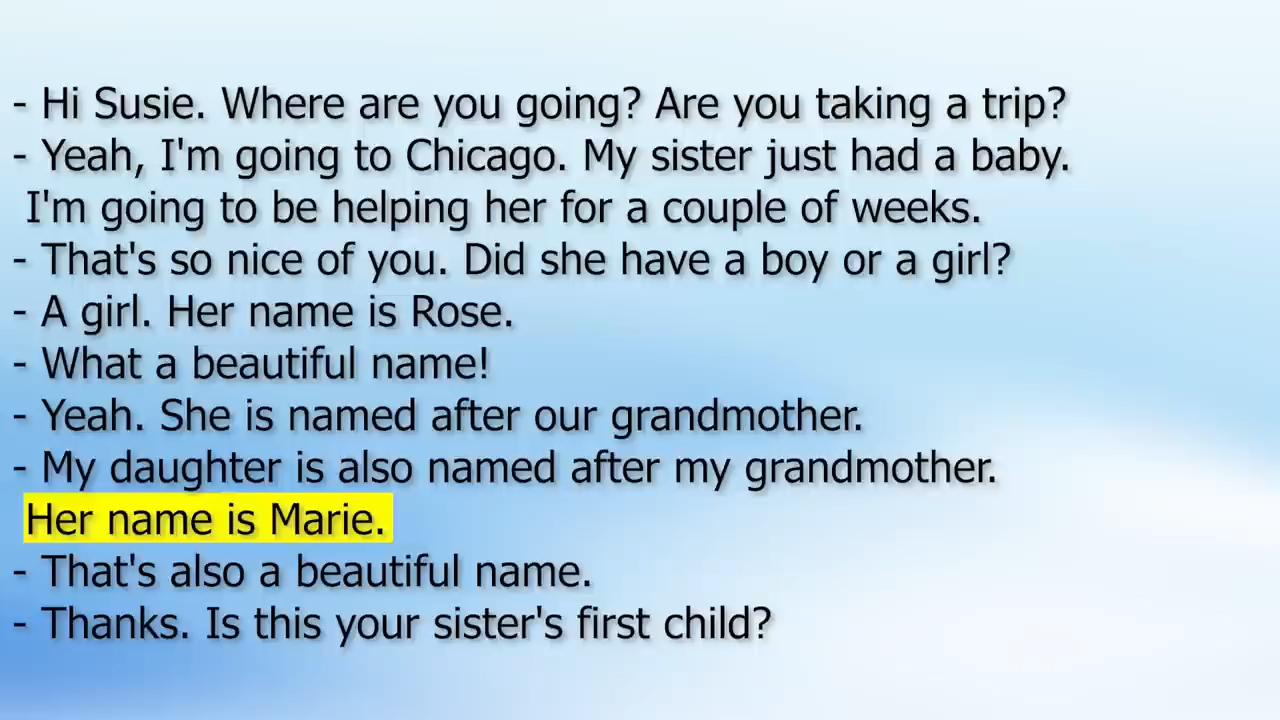 - Hi Susie. Where are you going? Are you taking a trip?
- Yeah, I'm going to Chicago. My sister just had a baby.
I'm going to be helping her for a couple of weeks.
- That's so nice of you. Did she have a boy or a girl?
- A girl. Her name is Rose.
- What a beautiful name!
- Yeah. She is named after our grandmother.
- My daughter is also named after my grandmother.
Her name is Marie.
- That's also a beautiful name.
- Thanks. Is this your sister's first child?